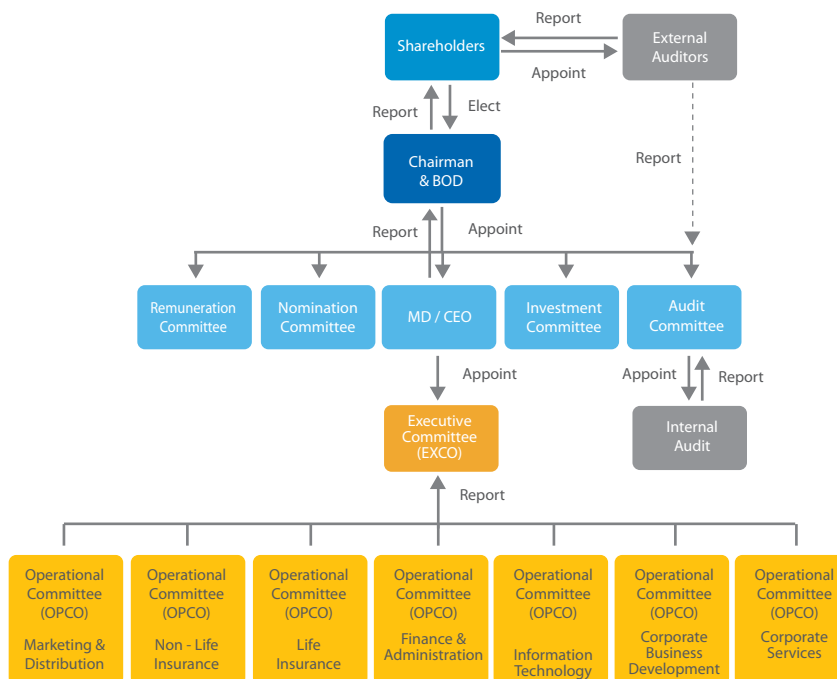 Report
Shareholders
External
Auditors
Appoint
Report
Elect
Report
Chairman
& BOD
Report
Appoint
Remuneration
Committee
Nomination
Committee
MD / CEO
Investment
Committee
Audit
Committee
Appoint
Appoint
Report
Executive
Committee
(EXCO)
Internal
Audit
Report
Operational
Committee
(OPCO)
Marketing &
Distribution
Operational
Committee
(OPCO)
Non - Life
Insurance
Operational
Committee
(OPCO)
Life
Insurance
Operational
Committee
(OPCO)
Finance &
Administration
Operational
Committee
(OPCO)
Information
Technology
Operational
Committee
(OPCO)
Corporate
Business
Development
Operational
Committee
(OPCO)
Corporate
Services